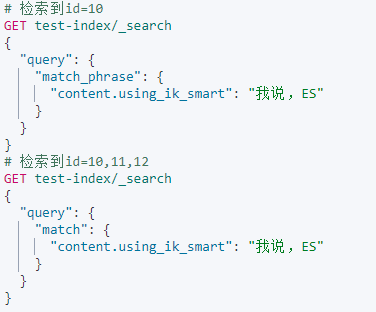 # 检索到id=10
GET test-index/_search
{
  "query": {
    "match_phrase": {
      "content.using_ik_smart": "我说，ES"
    }
  }
}
# 检索到id=10,11,12
GET test-index/_search
{
  "query": {
    "match": {
      "content.using_ik_smart": "我说，ES"
    }
  }
}